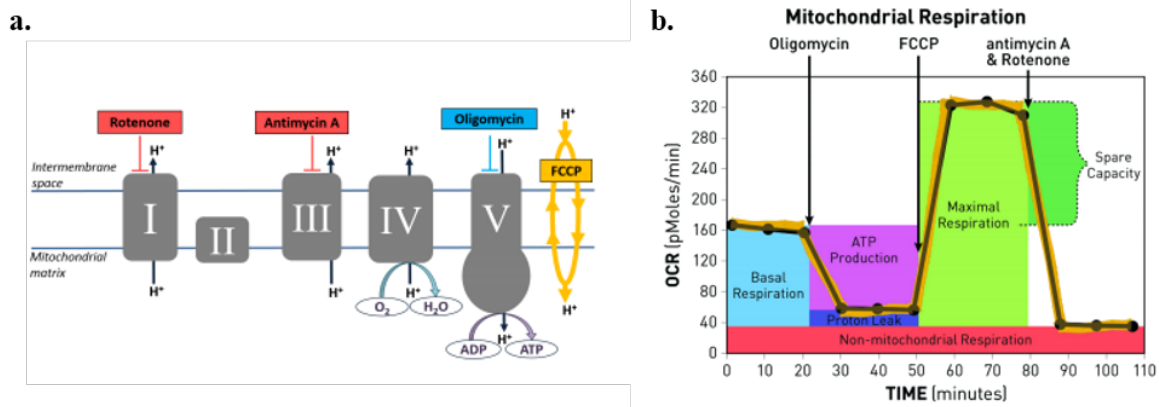 a.
Rotenone
Antimycin A
Oligomycin
H⁺
H⁺
H⁺
H⁺
H⁺
FCCP
Intermembrane
space
I
II
III
IV
V
Mitochondrial
matrix
H⁺
H⁺
H⁺
H⁺
H⁺
O₂
H₂O
ADP
ATP
b.
Mitochondrial Respiration
Oligomycin
FCCP
antimycin A
& Rotenone
OCR (pMoles/min)
360
320
280
240
200
160
120
80
40
0
Spare
Capacity
Maximal
Respiration
ATP
Production
Basal
Respiration
Proton Leak
Non-mitochondrial Respiration
0 10 20 30 40 50 60 70 80 90 100 110
TIME (minutes)